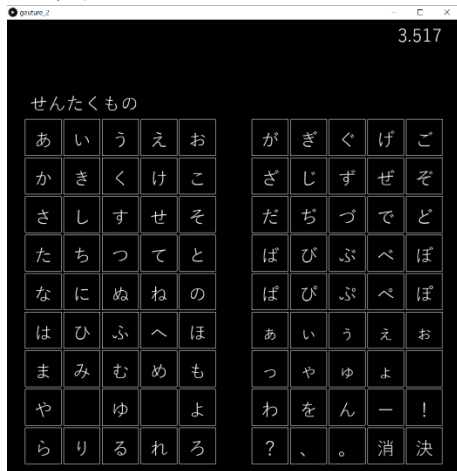 geuture_2
3.517
せんたくもの
あ い う え お が ぎ ぐ げ ご
か き く け こ ざ じ ず ぜ ぞ
さ し す せ そ だ ぢ づ で ど
た ち つ て と ば び ぶ べ ぼ
な に ぬ ね の ぱ ぴ ぷ ぺ ぽ
は ひ ふ へ ほ ぁ ぃ ぅ ぇ ぉ
ま み む め も っ ゃ ゅ ょ
や ゆ よ わ を ん ー !
ら り る れ ろ ? 、 。 消 決